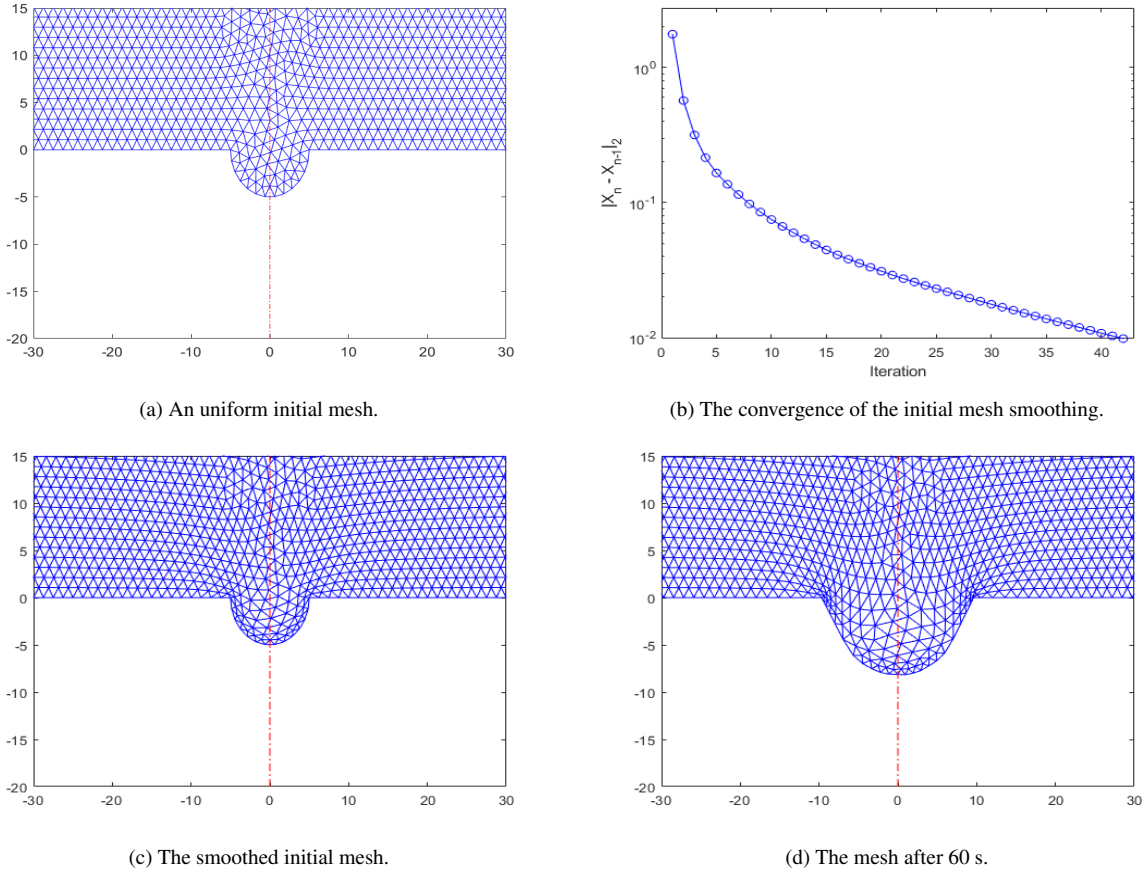 15
10
5
0
-5
-10
-15
-20
-30 -20 -10 0 10 20 30
(a) An uniform initial mesh.
|X_n - X_{n-1}|_2
10^0
10^{-1}
10^{-2}
0 5 10 15 20 25 30 35 40
Iteration
(b) The convergence of the initial mesh smoothing.
15
10
5
0
-5
-10
-15
-20
-30 -20 -10 0 10 20 30
(c) The smoothed initial mesh.
15
10
5
0
-5
-10
-15
-20
-30 -20 -10 0 10 20 30
(d) The mesh after 60 s.